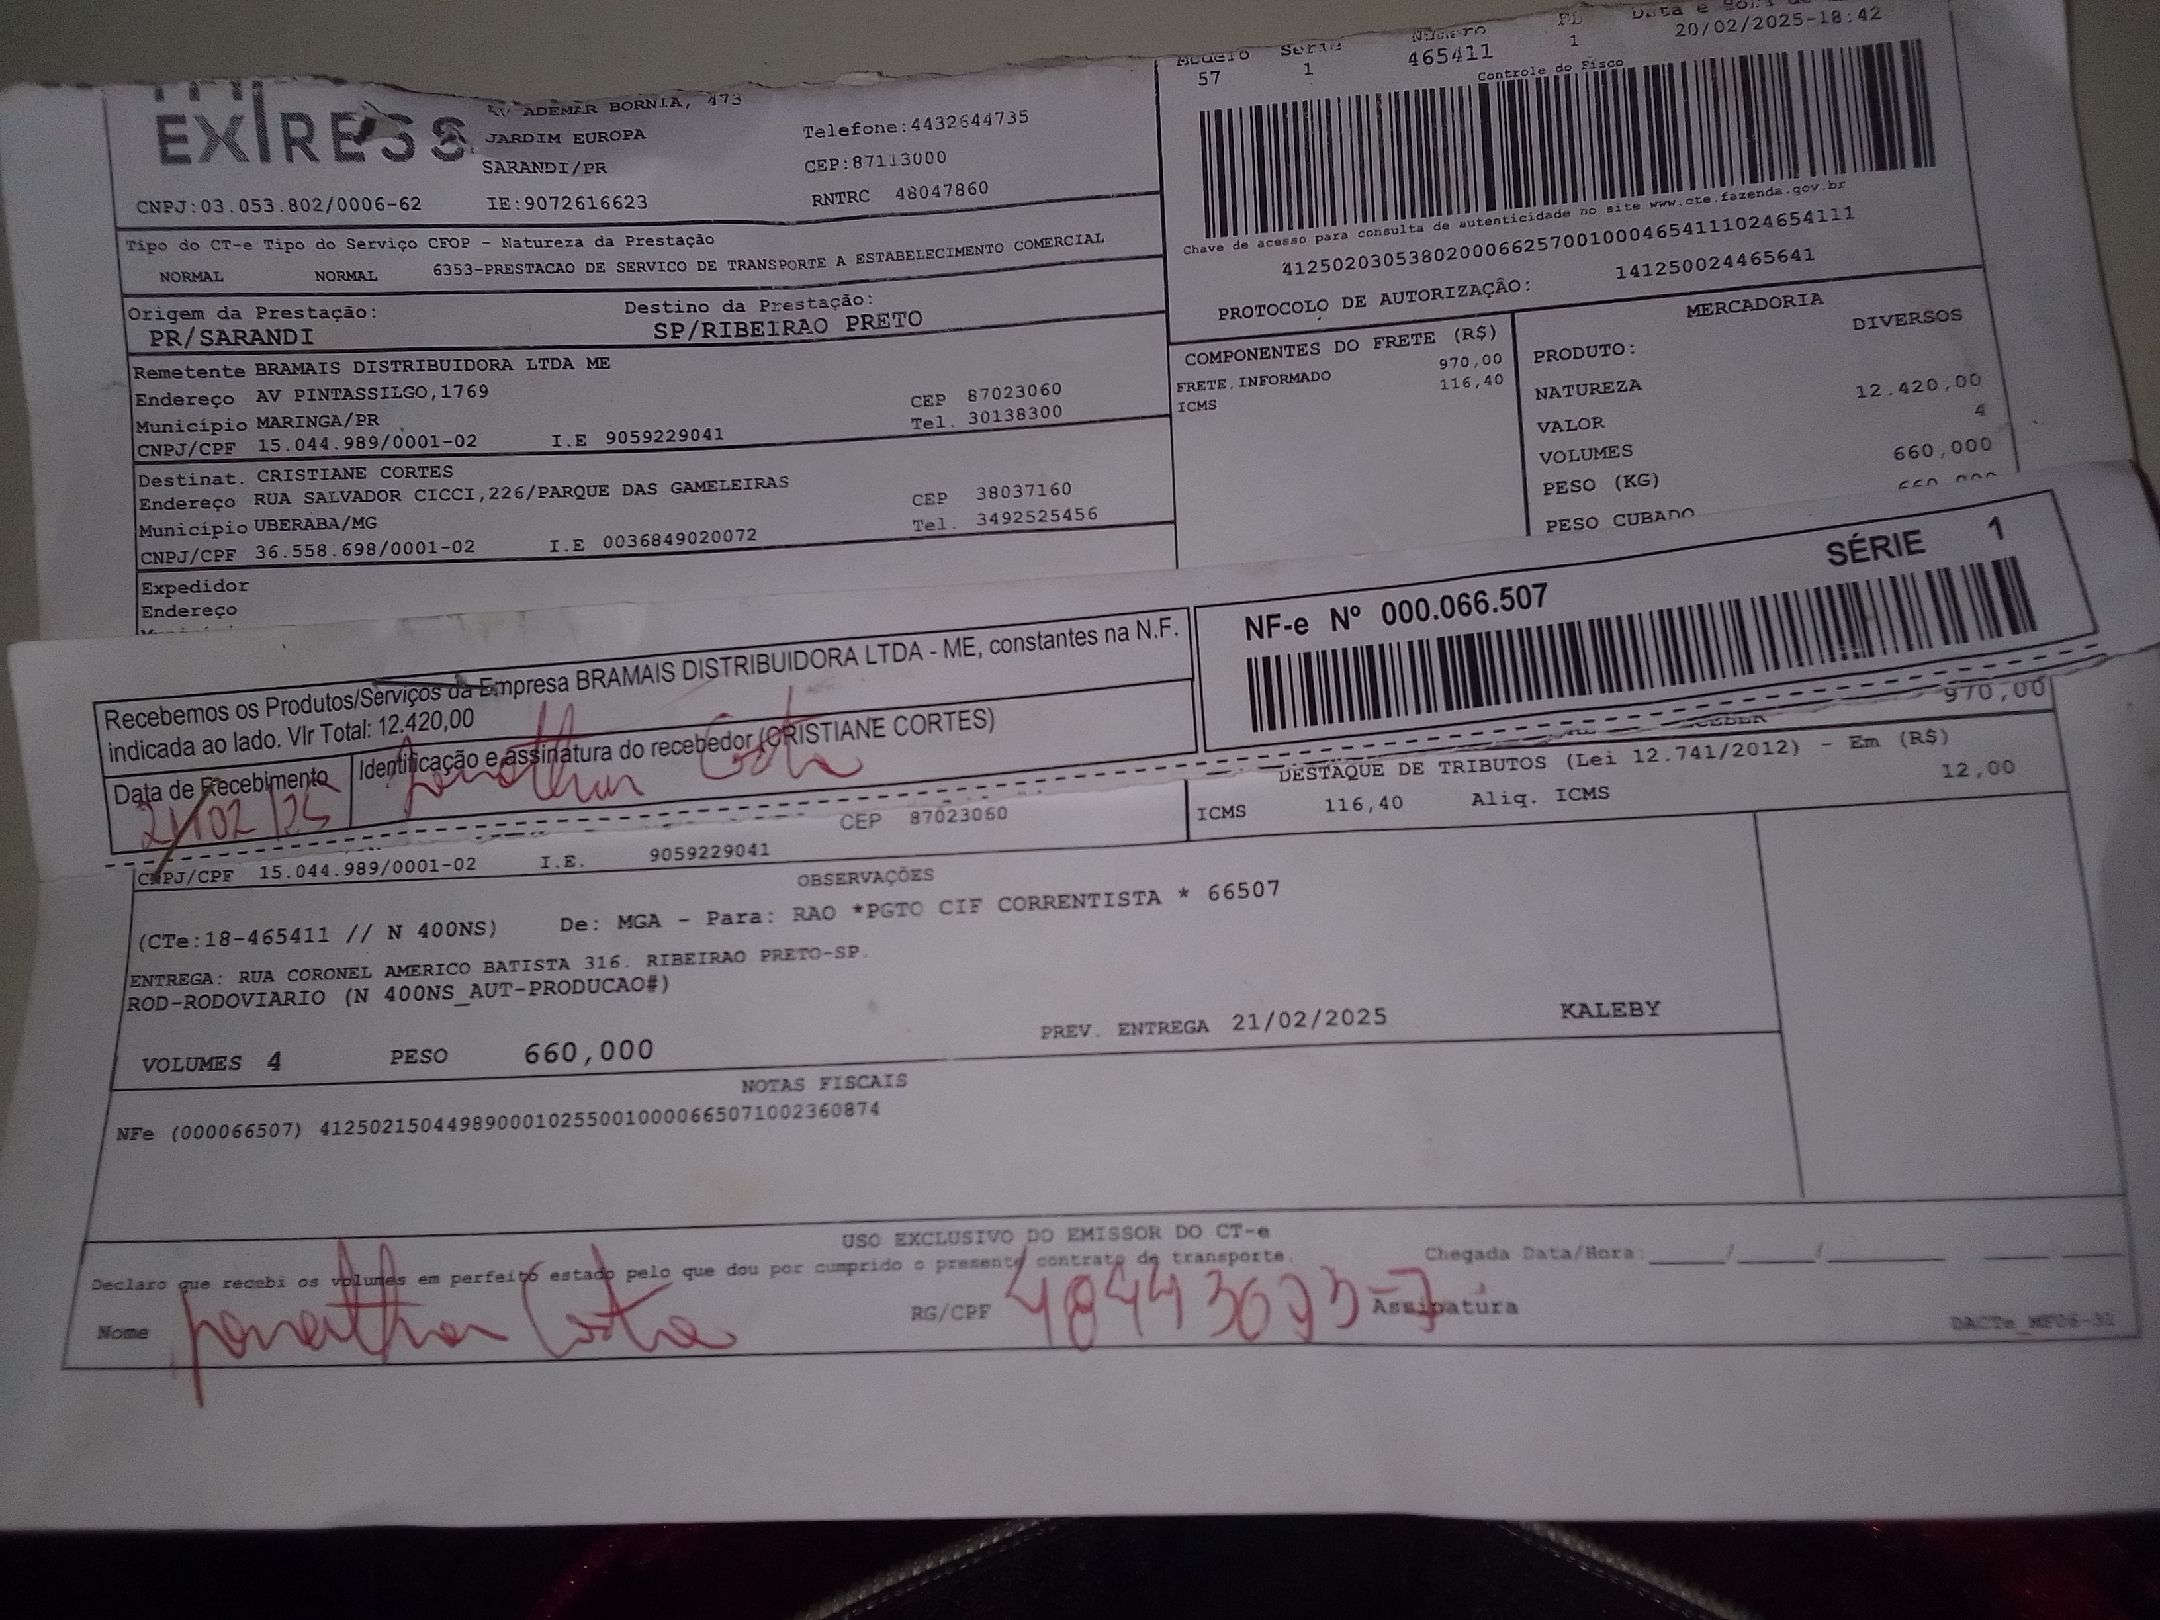 EXPRESS
AV ADEMAR BORNIA, 473
JARDIM EUROPA
SARANDI/PR
Telefone:4432644735
CEP:87113000
RNTRC 48047860
CNPJ:03.053.802/0006-62 IE:9072616623
Modelo Serie Número FL Data e Hora de
57 1 465411 1 20/02/2025-18:42
Controle do Fisco
Chave de acesso para consulta de autenticidade no site www.cte.fazenda.gov.br
41250203053802000662570010004654111024654111
PROTOCOLO DE AUTORIZAÇÃO: 141250024465641
Tipo do CT-e Tipo do Serviço CFOP - Natureza da Prestação
NORMAL NORMAL 6353-PRESTACAO DE SERVICO DE TRANSPORTE A ESTABELECIMENTO COMERCIAL
Origem da Prestação: Destino da Prestação:
PR/SARANDI SP/RIBEIRAO PRETO
Remetente BRAMAIS DISTRIBUIDORA LTDA ME
Endereço AV PINTASSILGO,1769 CEP 87023060
Município MARINGA/PR Tel. 30138300
CNPJ/CPF 15.044.989/0001-02 I.E 9059229041
Destinat. CRISTIANE CORTES
Endereço RUA SALVADOR CICCI,226/PARQUE DAS GAMELEIRAS CEP 38037160
Município UBERABA/MG Tel. 3492525456
CNPJ/CPF 36.558.698/0001-02 I.E 0036849020072
Expedidor
Endereço
COMPONENTES DO FRETE (R$)
FRETE,INFORMADO 970,00
ICMS 116,40
MERCADORIA
PRODUTO: DIVERSOS
NATUREZA
VALOR 12.420,00
VOLUMES 4
PESO (KG) 660,000
PESO CUBADO 660,000
Recebemos os Produtos/Serviços da Empresa BRAMAIS DISTRIBUIDORA LTDA - ME, constantes na N.F.
indicada ao lado. Vlr Total: 12.420,00
Data de Recebimento Identificação e assinatura do recebedor (CRISTIANE CORTES)
21/02/25 Jonathan Costa
NF-e Nº 000.066.507 SÉRIE 1
970,00
DESTAQUE DE TRIBUTOS (Lei 12.741/2012) - Em (R$)
ICMS 116,40 Aliq. ICMS 12,00
CEP 87023060
CNPJ/CPF 15.044.989/0001-02 I.E. 9059229041
OBSERVAÇÕES
(CTe:18-465411 // N 400NS) De: MGA - Para: RAO *PGTO CIF CORRENTISTA * 66507
ENTREGA: RUA CORONEL AMERICO BATISTA 316. RIBEIRAO PRETO-SP.
ROD-RODOVIARIO (N 400NS_AUT-PRODUCAO#)
VOLUMES 4 PESO 660,000 PREV. ENTREGA 21/02/2025 KALEBY
NOTAS FISCAIS
NFe (000066507) 41250215044989000102550010000665071002360874
USO EXCLUSIVO DO EMISSOR DO CT-e
Declaro que recebi os volumes em perfeito estado pelo que dou por cumprido o presente contrato de transporte. Chegada Data/Hora: / /
Nome Jonathan Costa RG/CPF 48443693-7 Assinatura
DACTe_MF06-31